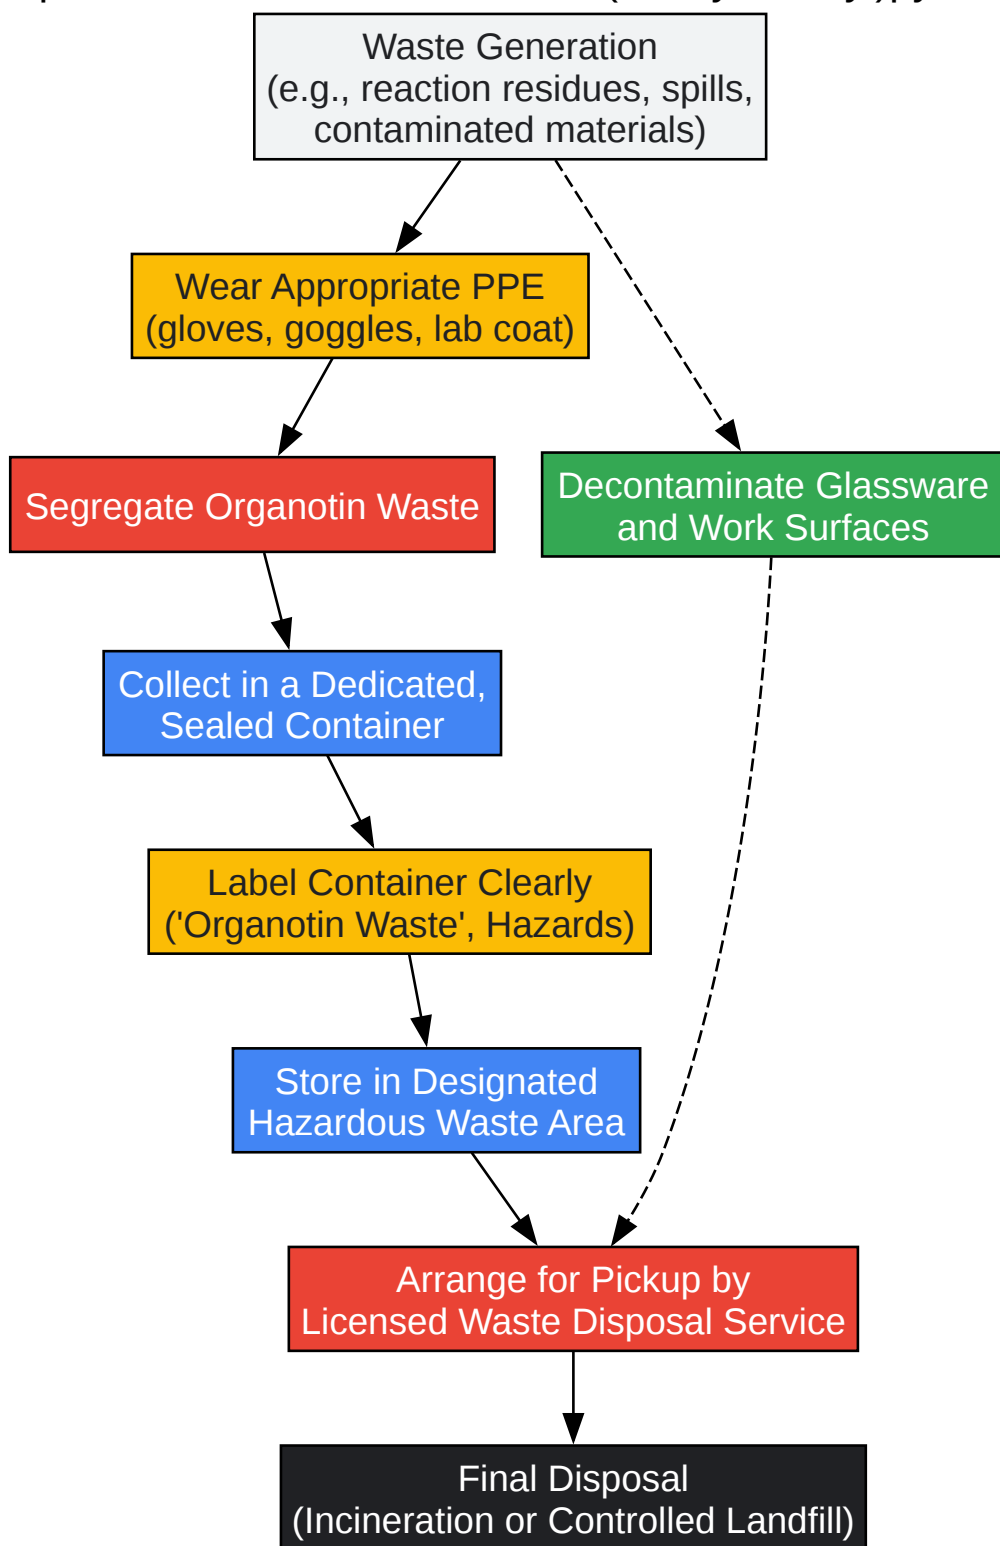 Waste Generation
(e.g., reaction residues, spills,
contaminated materials)
Wear Appropriate PPE
(gloves, goggles, lab coat)
Segregate Organotin Waste
Decontaminate Glassware
and Work Surfaces
Collect in a Dedicated,
Sealed Container
Label Container Clearly
('Organotin Waste', Hazards)
Store in Designated
Hazardous Waste Area
Arrange for Pickup by
Licensed Waste Disposal Service
Final Disposal
(Incineration or Controlled Landfill)